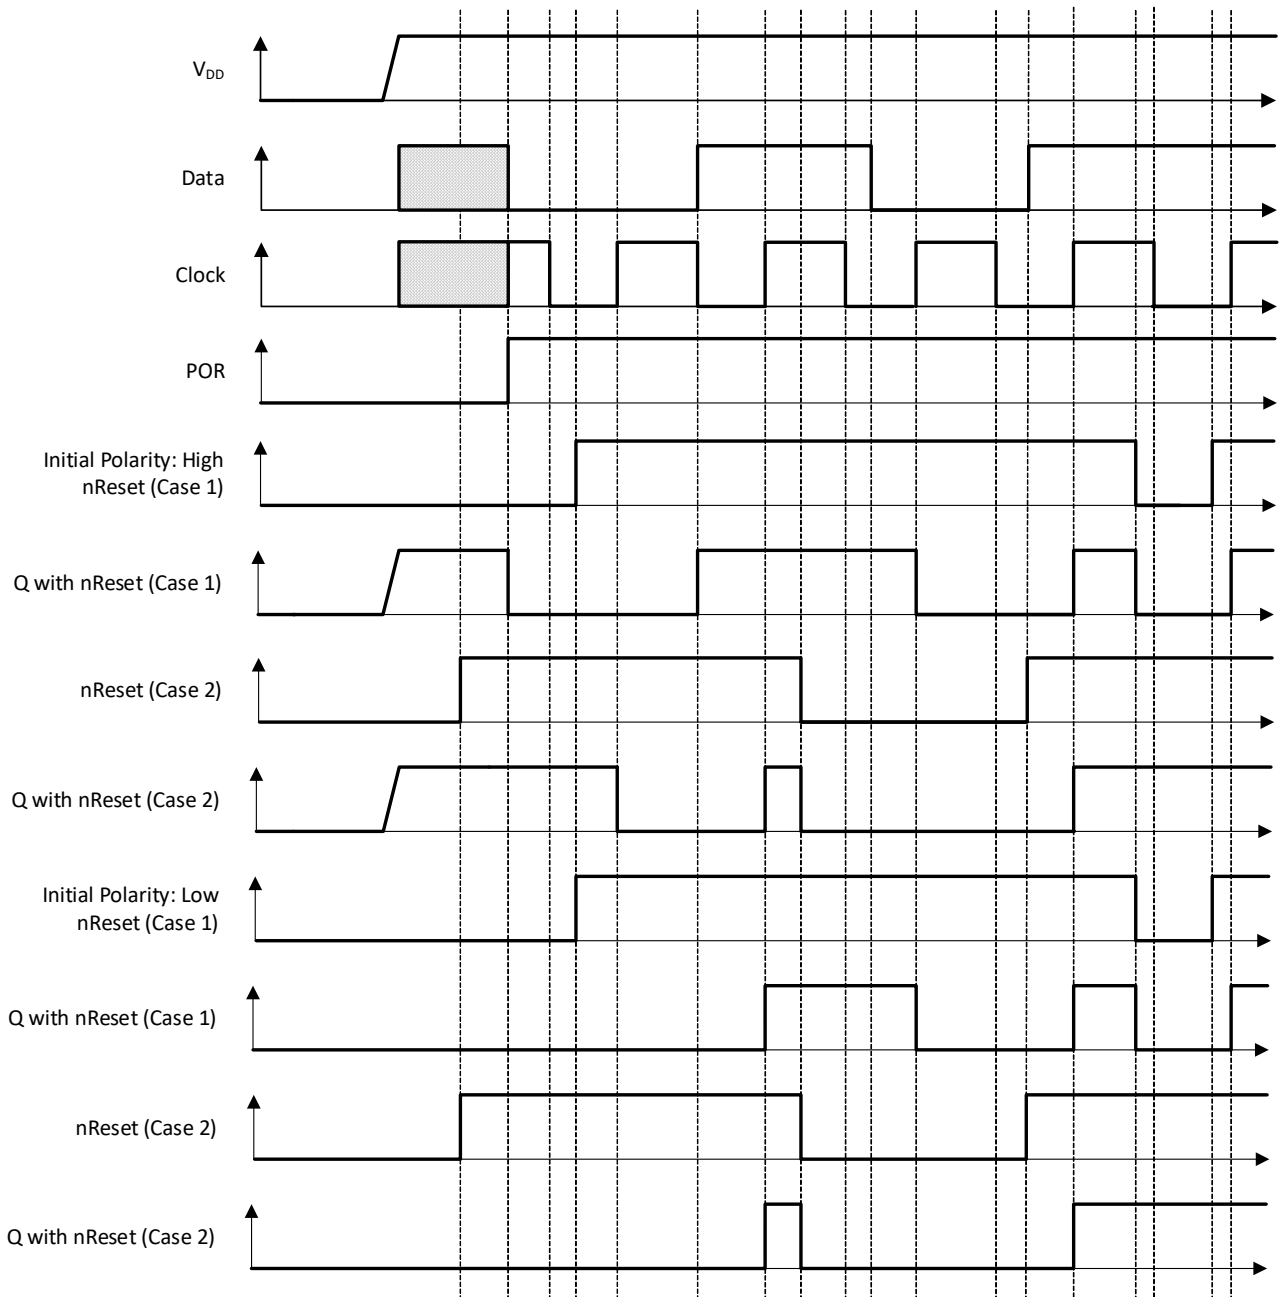 VDD
Data
Clock
POR
Initial Polarity: High
nReset (Case 1)
Q with nReset (Case 1)
nReset (Case 2)
Q with nReset (Case 2)
Initial Polarity: Low
nReset (Case 1)
Q with nReset (Case 1)
nReset (Case 2)
Q with nReset (Case 2)